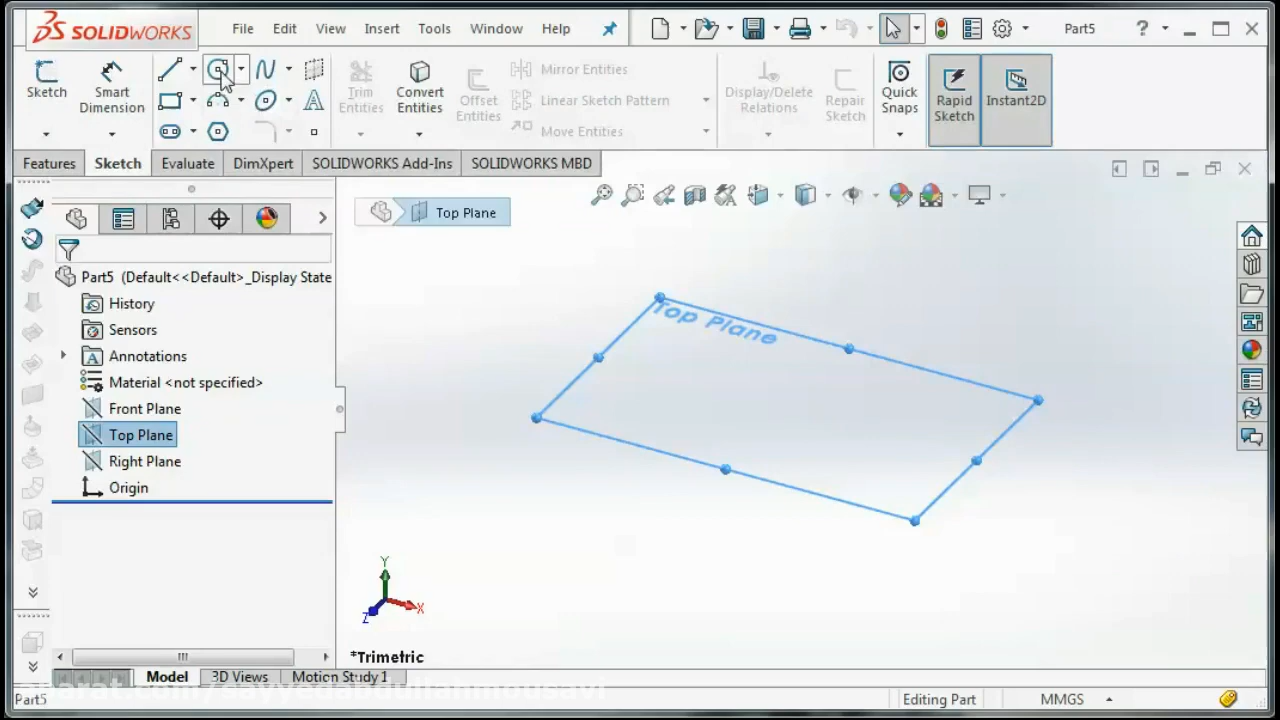 SOLIDWORKS File Edit View Insert Tools Window Help Part5 ?
Sketch Smart Dimension Trim Entities Convert Entities Offset Entities Mirror Entities Linear Sketch Pattern Move Entities Display/Delete Relations Repair Sketch Quick Snaps Rapid Sketch Instant2D
Features Sketch Evaluate DimXpert SOLIDWORKS Add-Ins SOLIDWORKS MBD
Top Plane
Part5 (Default<<Default>_Display State
History
Sensors
A Annotations
Material <not specified>
Front Plane
Top Plane
Right Plane
Origin
Top Plane
Y
X
Z
*Trimetric
Model 3D Views Motion Study 1
Part5 Editing Part MMGS